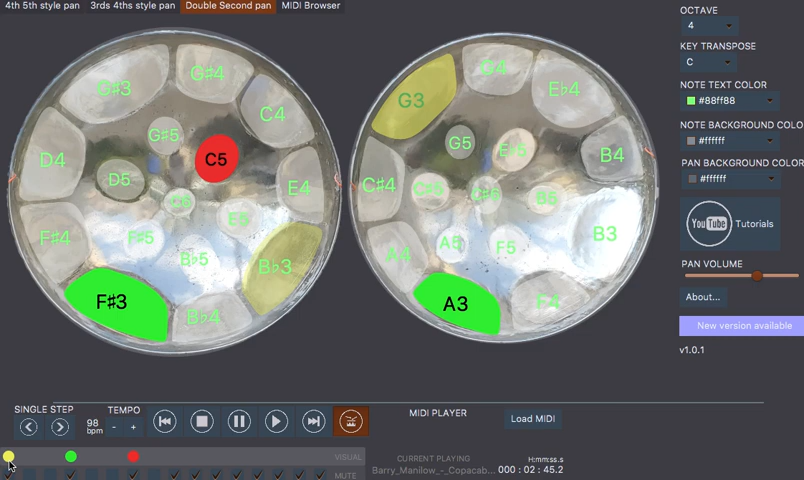 4th 5th style pan 3rds 4ths style pan Double Second pan MIDI Browser
OCTAVE
4
KEY TRANSPOSE
C
NOTE TEXT COLOR
#88ff88
NOTE BACKGROUND COLO
#ffffff
PAN BACKGROUND COLOR
#ffffff
You Tube Tutorials
PAN VOLUME
About...
New version available
v1.0.1
G♯3 G♯4 C4
G♯5 C5
D4 D5 E4
E5
F♯4 F♯5 B♭5 B♭3
F♯3 B♭4
G3 G4 E♭4
G5 E♭5 B4
C♯4 B5
B3
A4 A5 F5
A3 F4
SINGLE STEP
98
bpm
TEMPO
- +
MIDI PLAYER
Load MIDI
VISUAL
MUTE
CURRENT PLAYING
Barry_Manilow_-_Copacab...
H:mm:ss.s
000 : 02 : 45.2